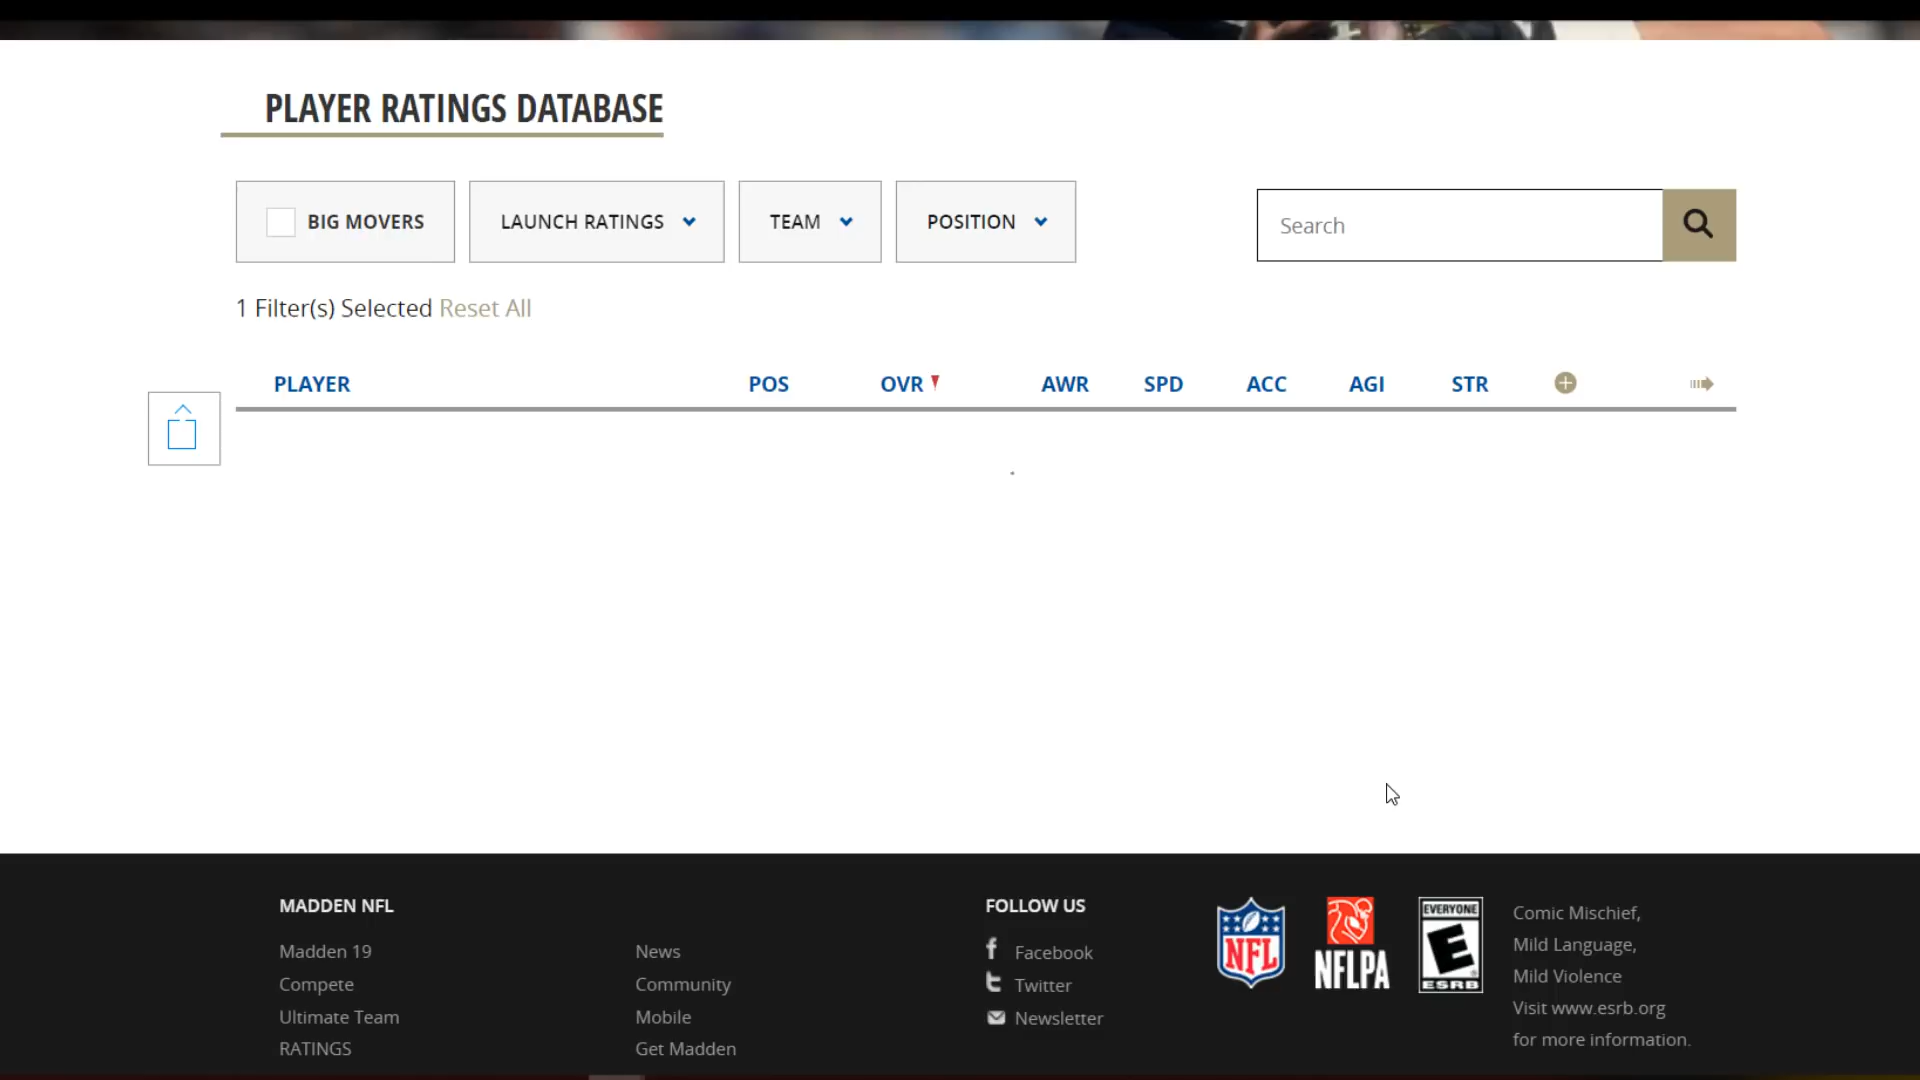 PLAYER RATINGS DATABASE
BIG MOVERS
LAUNCH RATINGS
TEAM
POSITION
Search
1 Filter(s) Selected Reset All
PLAYER POS OVR AWR SPD ACC AGI STR
MADDEN NFL
Madden 19
Compete
Ultimate Team
RATINGS
News
Community
Mobile
Get Madden
FOLLOW US
Facebook
Twitter
Newsletter
NFL
NFLPA
EVERYONE
E
ESRB
Comic Mischief,
Mild Language,
Mild Violence
Visit www.esrb.org
for more information.